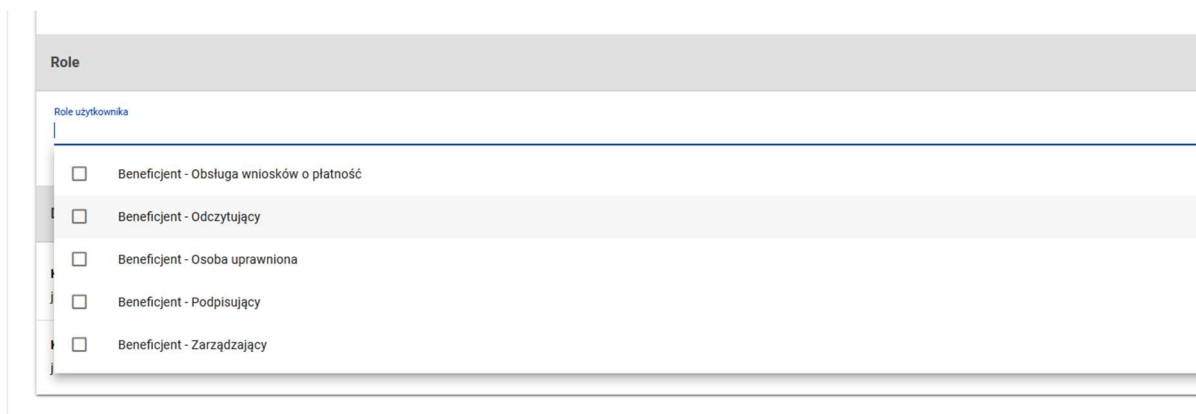 Role
Role użytkownika
Beneficjent - Obsługa wniosków o płatność
Beneficjent - Odczytujący
Beneficjent - Osoba uprawniona
Beneficjent - Podpisujący
Beneficjent - Zarządzający